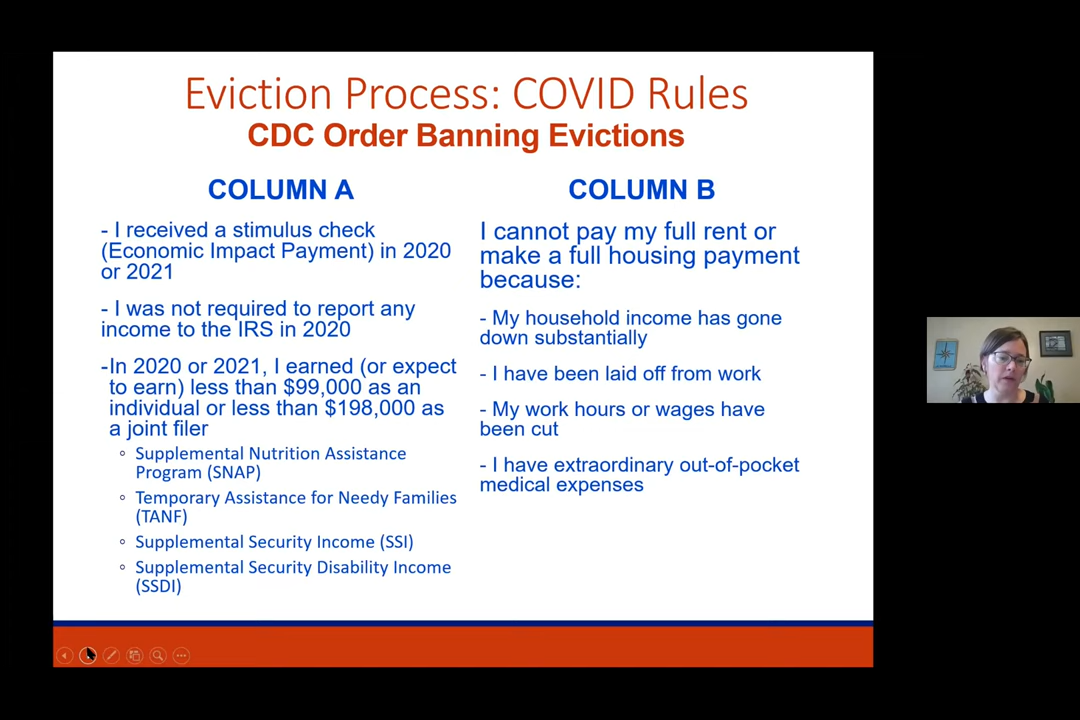 Eviction Process: COVID Rules
CDC Order Banning Evictions
COLUMN A
- I received a stimulus check
(Economic Impact Payment) in 2020
or 2021
- I was not required to report any
income to the IRS in 2020
-In 2020 or 2021, I earned (or expect
to earn) less than $99,000 as an
individual or less than $198,000 as
a joint filer
◦ Supplemental Nutrition Assistance
Program (SNAP)
◦ Temporary Assistance for Needy Families
(TANF)
◦ Supplemental Security Income (SSI)
◦ Supplemental Security Disability Income
(SSDI)
COLUMN B
I cannot pay my full rent or
make a full housing payment
because:
- My household income has gone
down substantially
- I have been laid off from work
- My work hours or wages have
been cut
- I have extraordinary out-of-pocket
medical expenses